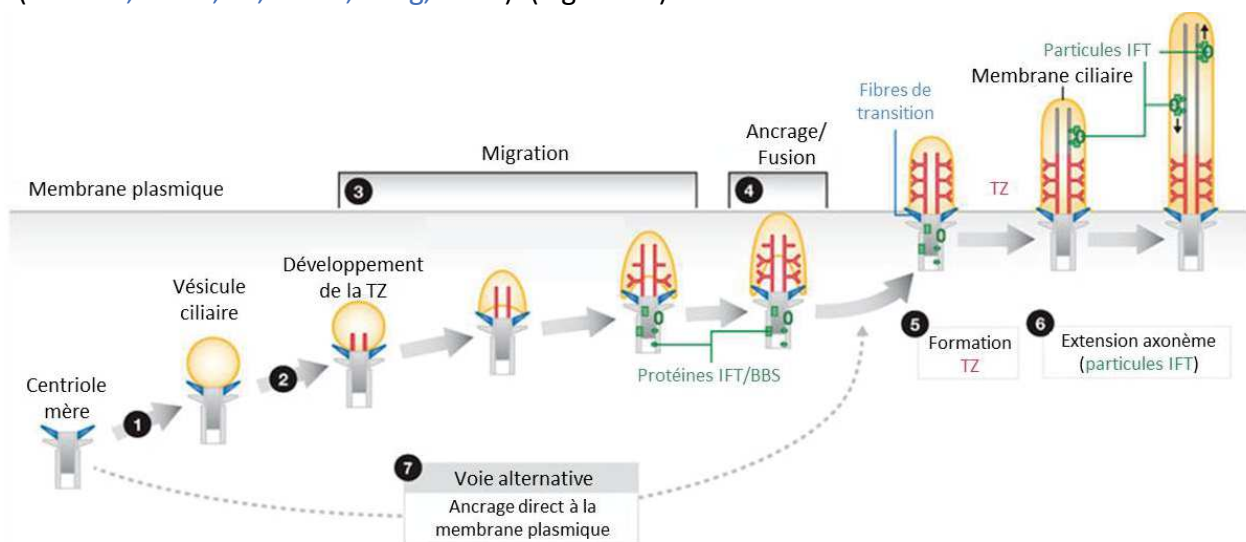 Particules IFT
Membrane ciliaire
Fibres de
transition
Ancrage/
Fusion
Migration
Membrane plasmique
3
4
TZ
Développement
de la TZ
Vésicule
ciliaire
Centriole
mère
1
2
Protéines IFT/BBS
5
Formation
TZ
6
Extension axonème
(particules IFT)
7
Voie alternative
Ancrage direct à la
membrane plasmique